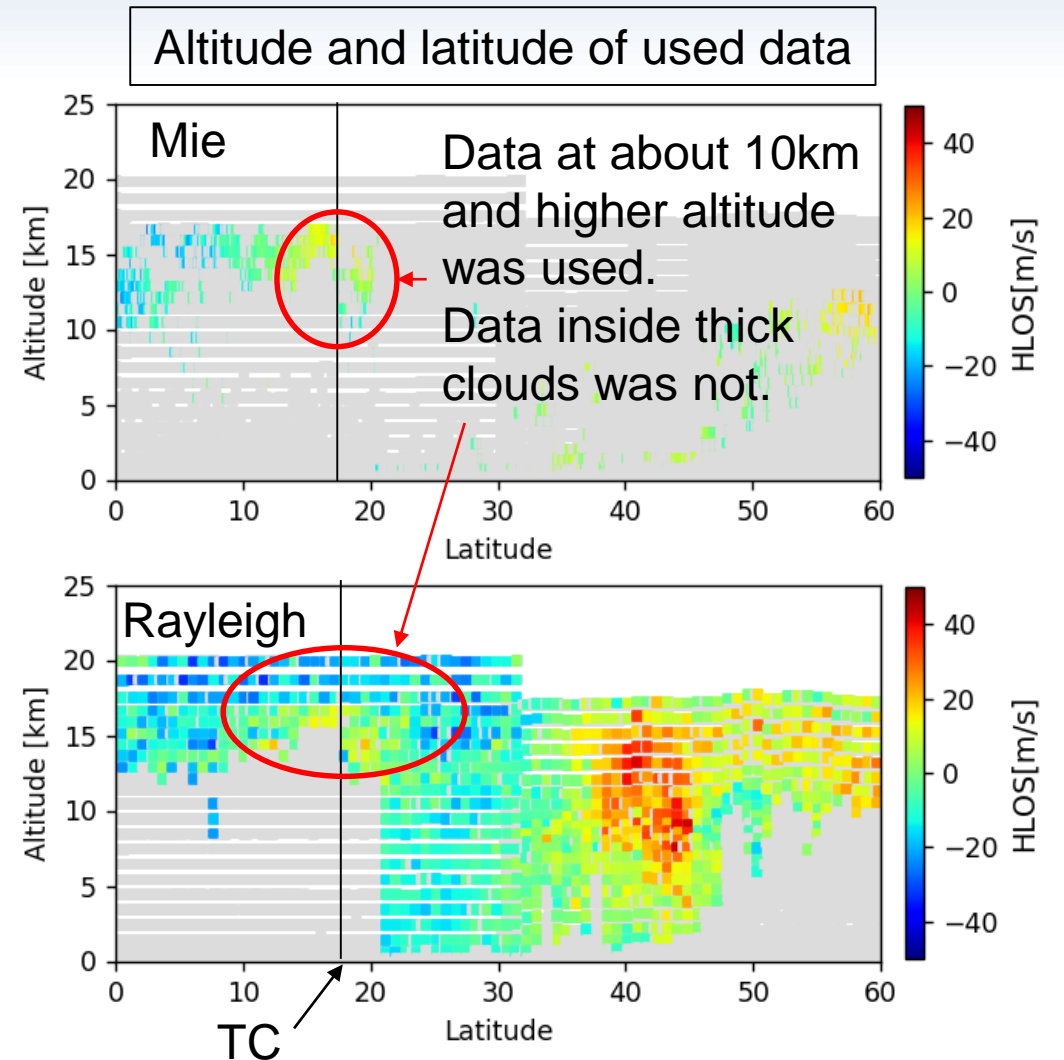 Altitude and latitude of used data
Mie
Data at about 10km
and higher altitude
was used.
Data inside thick
clouds was not.
25
20
15
10
5
0
Altitude [km]
0 10 20 30 40 50 60
Latitude
40
20
0
−20
−40
HLOS[m/s]
Rayleigh
25
20
15
10
5
0
Altitude [km]
0 10 20 30 40 50 60
Latitude
TC
40
20
0
−20
−40
HLOS[m/s]